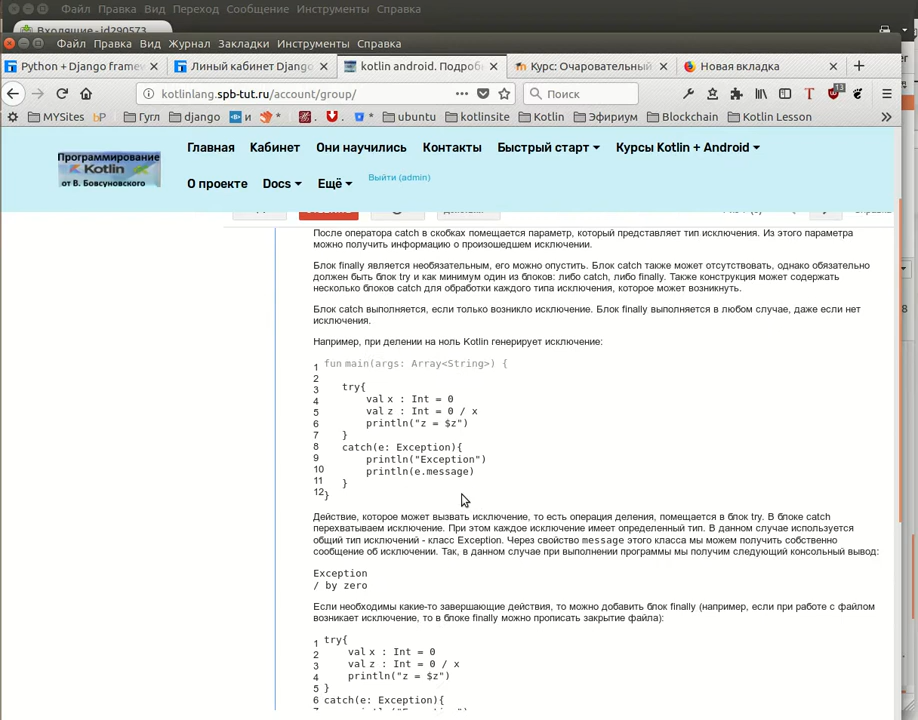 Файл Правка Вид Переход Сообщение Инструменты Справка
Входящие - id290573
Файл Правка Вид Журнал Закладки Инструменты Справка
Python + Django framew
Линый кабинет Django
kotlin android. Подроб
Курс: Очаровательный
Новая вкладка
kotlinlang.spb-tut.ru/account/group/
Поиск
13
MYSites
bP
Гугл
django
и
ubuntu
kotlinsite
Kotlin
Эфириум
Blockchain
Kotlin Lesson
Программирование
Kotlin
от В. Бовсуновского
Главная Кабинет Они научились Контакты Быстрый старт Курсы Kotlin + Android
О проекте Docs Ещё Выйти (admin)
После оператора catch в скобках помещается параметр, который представляет тип исключения. Из этого параметра
можно получить информацию о произошедшем исключении.
Блок finally является необязательным, его можно опустить. Блок catch также может отсутствовать, однако обязательно
должен быть блок try и как минимум один из блоков: либо catch, либо finally. Также конструкция может содержать
несколько блоков catch для обработки каждого типа исключения, которое может возникнуть.
Блок catch выполняется, если только возникло исключение. Блок finally выполняется в любом случае, даже если нет
исключения.
Например, при делении на ноль Kotlin генерирует исключение:
1 fun main(args: Array<String>) {
2
3 try{
4 val x : Int = 0
5 val z : Int = 0 / x
6 println("z = $z")
7 }
8 catch(e: Exception){
9 println("Exception")
10 println(e.message)
11 }
12 }
Действие, которое может вызвать исключение, то есть операция деления, помещается в блок try. В блоке catch
перехватываем исключение. При этом каждое исключение имеет определенный тип. В данном случае используется
общий тип исключений - класс Exception. Через свойство message этого класса мы можем получить собственно
сообщение об исключении. Так, в данном случае при выполнении программы мы получим следующий консольный вывод:
Exception
/ by zero
Если необходимы какие-то завершающие действия, то можно добавить блок finally (например, если при работе с файлом
возникает исключение, то в блоке finally можно прописать закрытие файла):
1 try{
2 val x : Int = 0
3 val z : Int = 0 / x
4 println("z = $z")
5 }
6 catch(e: Exception){